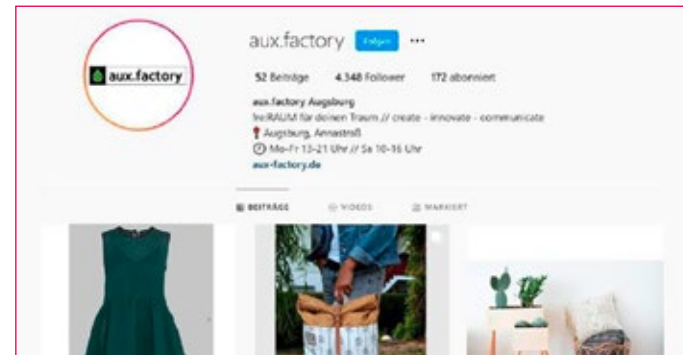 aux.factory
aux.factory Folgen ...
52 Beiträge 4.348 Follower 172 abonniert
aux.factory Augsburg
fre:RAUM für deinen Traum // create - innovate - communicate
Augsburg, Annastraß
Mo-Fr 13-21 Uhr // Sa 10-16 Uhr
aux-factory.de
BEITRÄGE VIDEOS MARKIERT